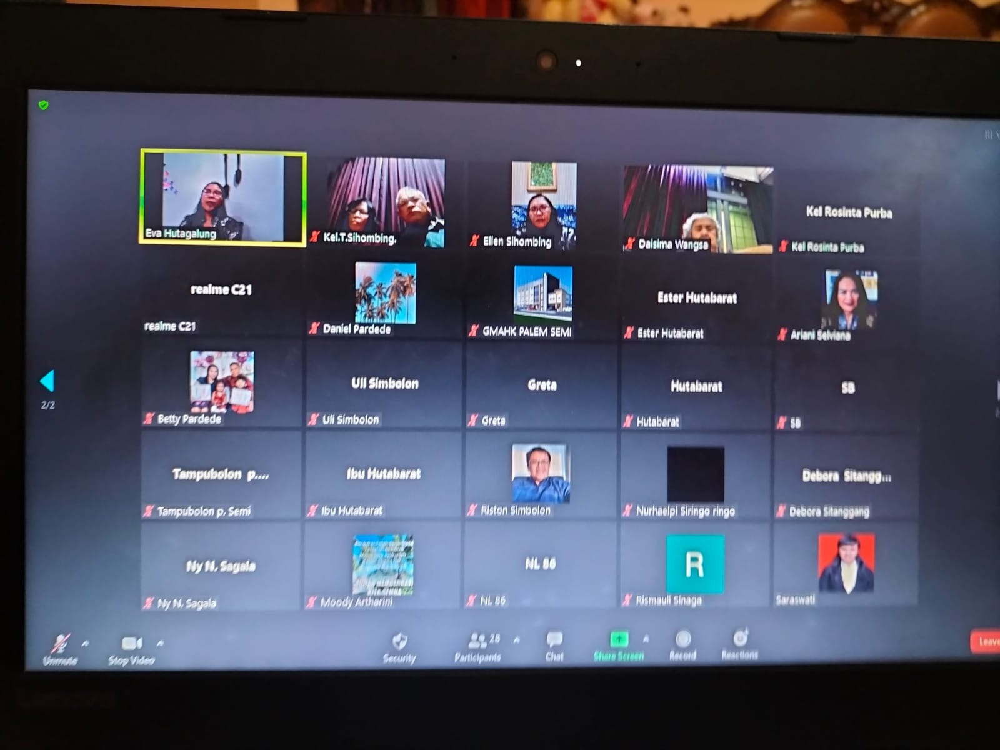 Eva Hutagalung
Kel.T.Sihombing.
Ellen Sihombing
Daisima Wangsa
Kel Rosinta Purba
Kel Rosinta Purba
realme C21
realme C21
Daniel Pardede
GMAHK PALEM SEMI
Ester Hutabarat
Ester Hutabarat
Ariani Selviana
Betty Pardede
Uli Simbolon
Uli Simbolon
Greta
Greta
Hutabarat
Hutabarat
SB
SB
2/2
Tampubolon p....
Tampubolon p. Semi
Ibu Hutabarat
Ibu Hutabarat
Riston Simbolon
Nurhaelpi Siringo ringo
Debora Sitangg...
Debora Sitanggang
Ny N. Sagala
Ny N. Sagala
Moody Artharini
NL 86
NL 86
R
Rismauli Sinaga
Saraswati
Unmute
Stop Video
Security
Participants
28
Chat
Share Screen
Record
Reactions
Leave
Lenovo